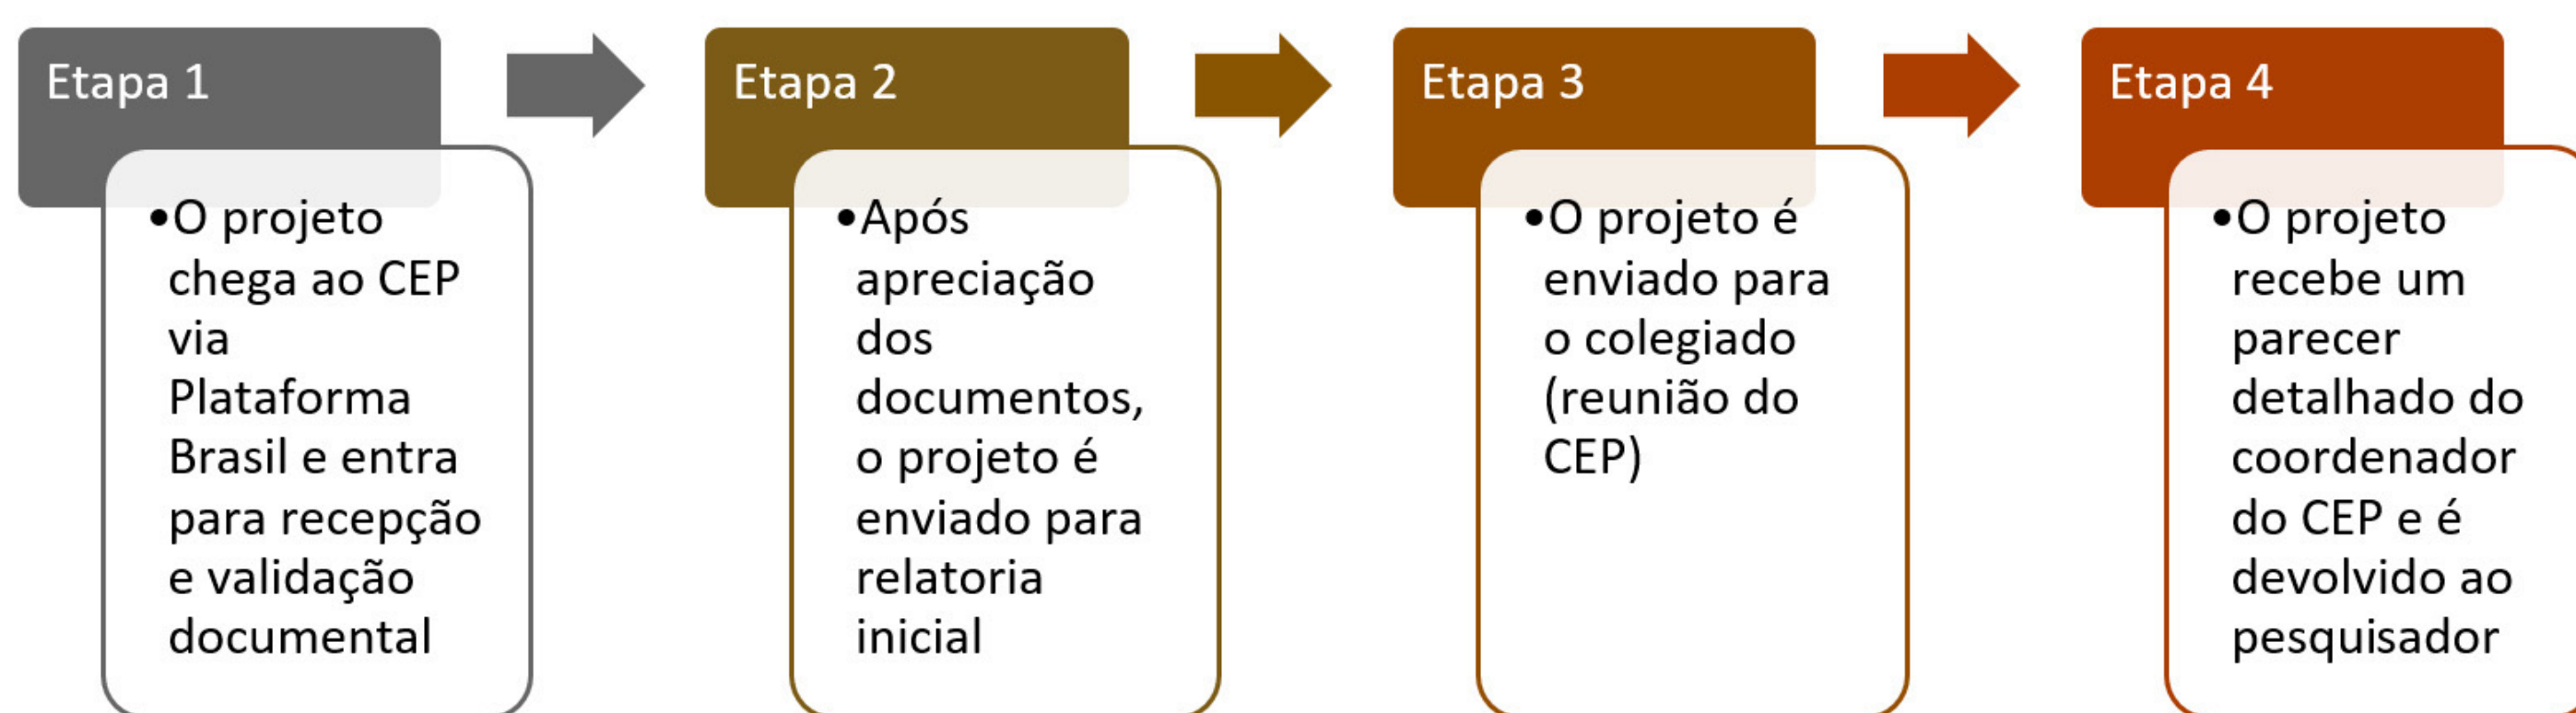 Etapa 1
•O projeto
chega ao CEP
via
Plataforma
Brasil e entra
para recepção
e validação
documental
Etapa 2
•Após
apreciação
dos
documentos,
o projeto é
enviado para
relatoria
inicial
Etapa 3
•O projeto é
enviado para
o colegiado
(reunião do
CEP)
Etapa 4
•O projeto
recebe um
parecer
detalhado do
coordenador
do CEP e é
devolvido ao
pesquisador